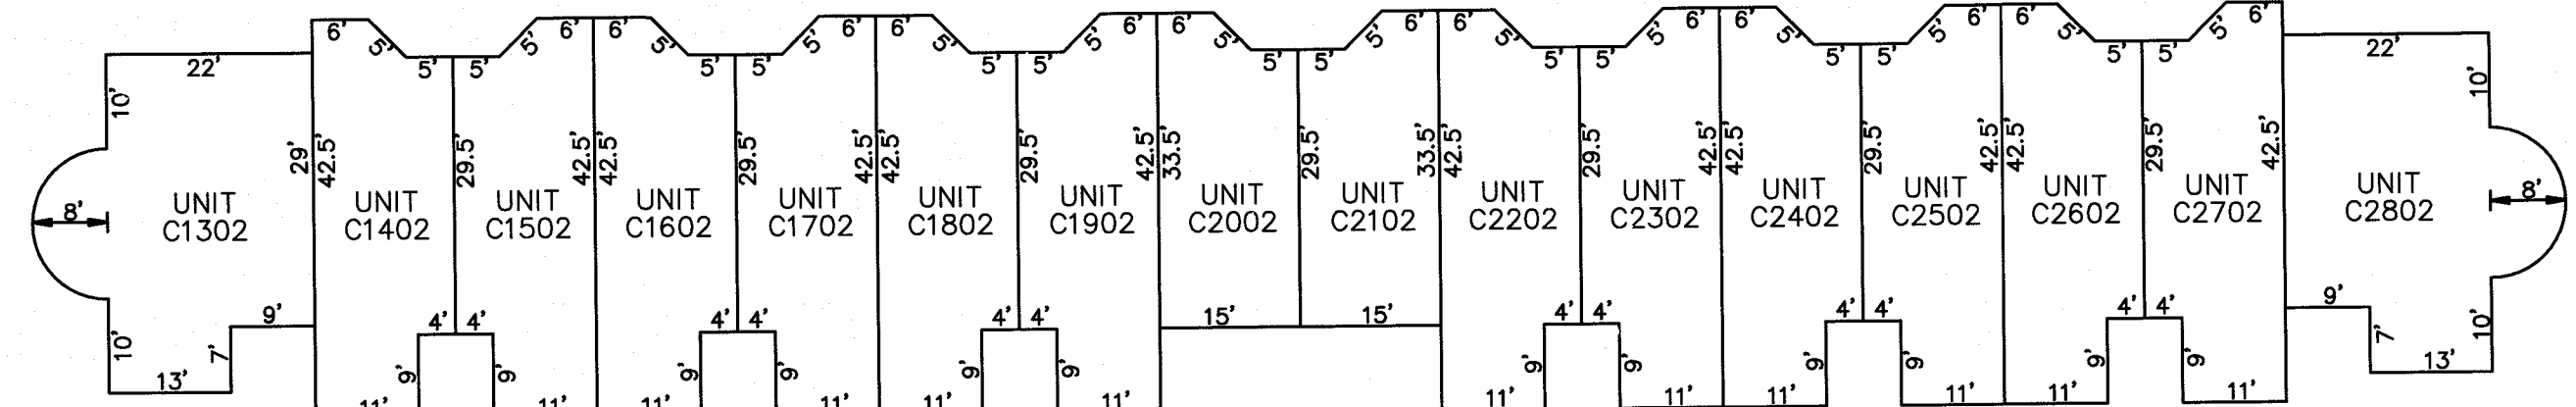 6' 5' 5' 5' 5' 6' 6' 5' 5' 5' 5' 6' 6' 5' 5' 5' 5' 6' 6' 5' 5' 5' 5' 6' 6' 5' 5' 5' 5' 6' 6' 5' 5' 5' 5' 6' 6' 5' 5' 5' 5' 6'
22' 22'
10' 10'
29' 42.5' 29.5' 42.5' 42.5' 29.5' 42.5' 42.5' 29.5' 42.5' 33.5' 29.5' 33.5' 42.5' 29.5' 42.5' 42.5' 29.5' 42.5' 42.5' 29.5' 42.5'
8' 8'
UNIT
C1302
UNIT
C1402
UNIT
C1502
UNIT
C1602
UNIT
C1702
UNIT
C1802
UNIT
C1902
UNIT
C2002
UNIT
C2102
UNIT
C2202
UNIT
C2302
UNIT
C2402
UNIT
C2502
UNIT
C2602
UNIT
C2702
UNIT
C2802
9' 4' 4' 4' 4' 4' 4' 15' 15' 4' 4' 4' 4' 4' 4' 9'
10' 7' 9' 9' 9' 9' 9' 9' 9' 9' 9' 9' 9' 9' 7' 10'
13' 11' 11' 11' 11' 11' 11' 11' 11' 11' 11' 11' 11' 13'